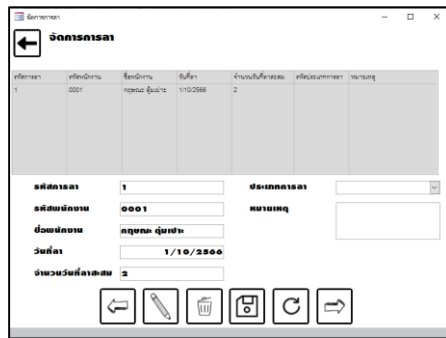 จัดการการลา
จัดการการลา
รหัสการลา รหัสพนักงาน ชื่อพนักงาน วันที่ลา จำนวนวันที่ลาสะสม รหัสประเภทการลา หมายเหตุ
1 0001 กฤษณะ ตุ้มเปาะ 1/10/2566 2
รหัสการลา 1 ประเภทการลา
รหัสพนักงาน 0001 หมายเหตุ
ชื่อพนักงาน กฤษณะ ตุ้มเปาะ
วันที่ลา 1/10/2566
จำนวนวันที่ลาสะสม 2